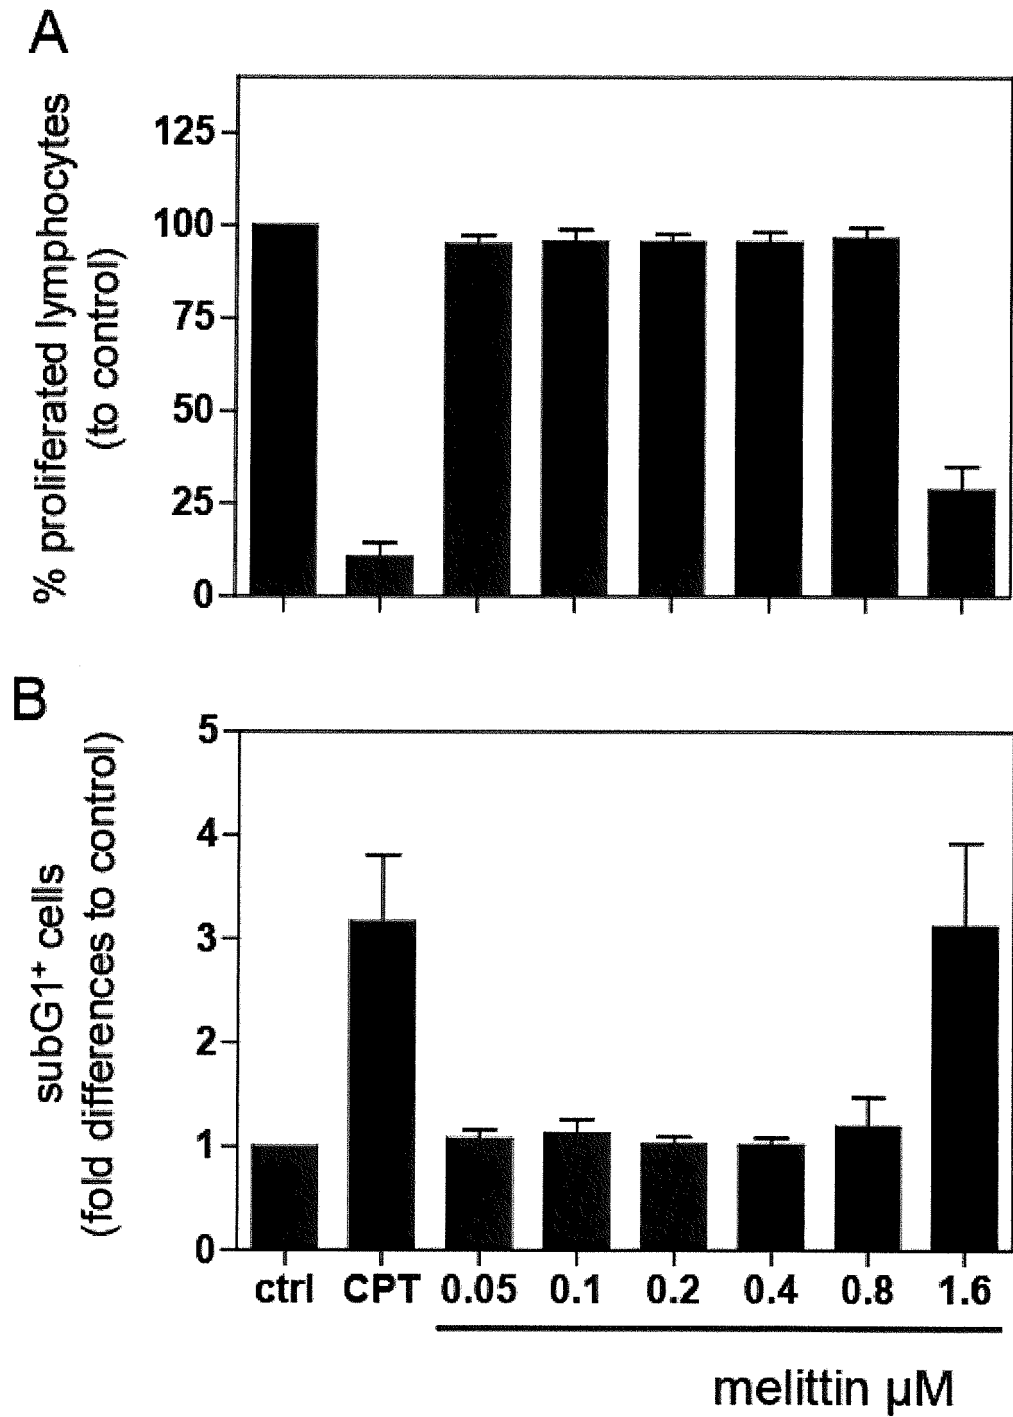 A
% proliferated lymphocytes
(to control)
125
100
75
50
25
0
B
subG1⁺ cells
(fold differences to control)
5
4
3
2
1
0
ctrl CPT 0.05 0.1 0.2 0.4 0.8 1.6
melittin µM